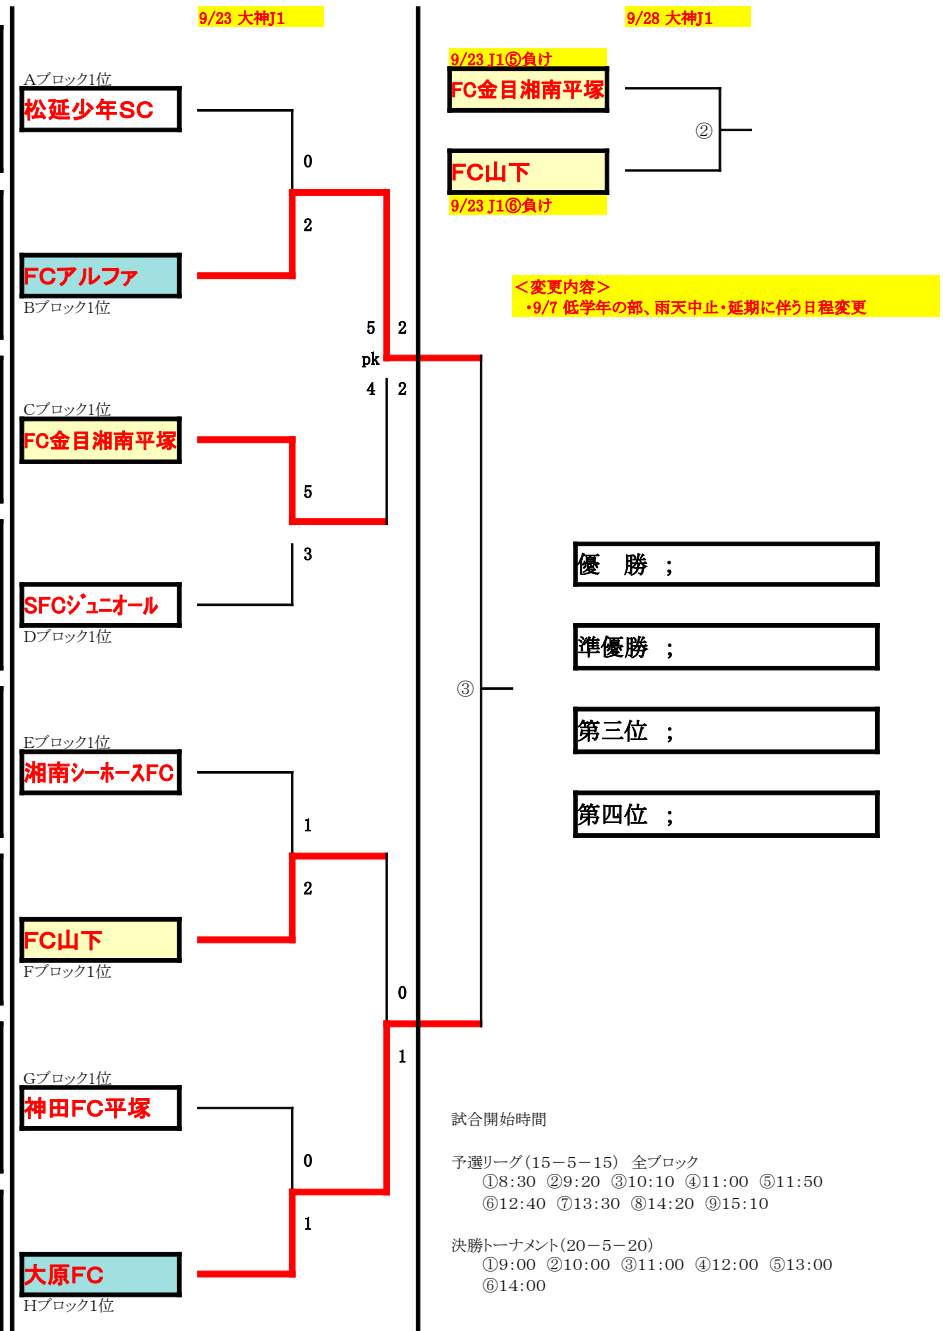 9/23 大神J1
9/28 大神J1
9/23 J1⑤負け
FC金目湘南平塚
②
FC山下
9/23 J1⑥負け
＜変更内容＞
・9/7 低学年の部、雨天中止・延期に伴う日程変更
Aブロック1位
松延少年SC
0
2
FCアルファ
Bブロック1位
5 2
pk
4 2
Cブロック1位
FC金目湘南平塚
5
3
SFCジュニオール
Dブロック1位
優　勝　；
準優勝　；
第三位　；
第四位　；
③
Eブロック1位
湘南シーホースFC
1
2
FC山下
Fブロック1位
0
1
Gブロック1位
神田FC平塚
0
1
大原FC
Hブロック1位
試合開始時間
予選リーグ（15－5－15）　全ブロック
①8:30 ②9:20 ③10:10 ④11:00 ⑤11:50
⑥12:40 ⑦13:30 ⑧14:20 ⑨15:10
決勝トーナメント（20－5－20）
①9:00 ②10:00 ③11:00 ④12:00 ⑤13:00
⑥14:00